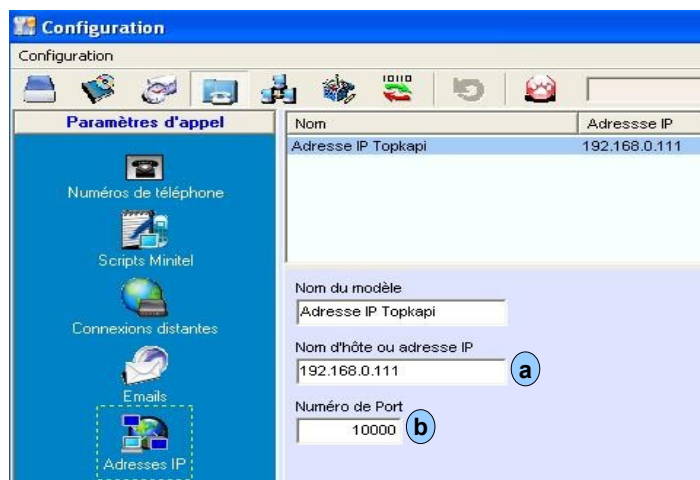 Configuration
Configuration
10110
Paramètres d'appel
Nom Adressse IP
Adresse IP Topkapi 192.168.0.111
Numéros de téléphone
Scripts Minitel
Connexions distantes
Emails
Adresses IP
Nom du modèle
Adresse IP Topkapi
Nom d'hôte ou adresse IP
192.168.0.111 a
Numéro de Port
10000 b